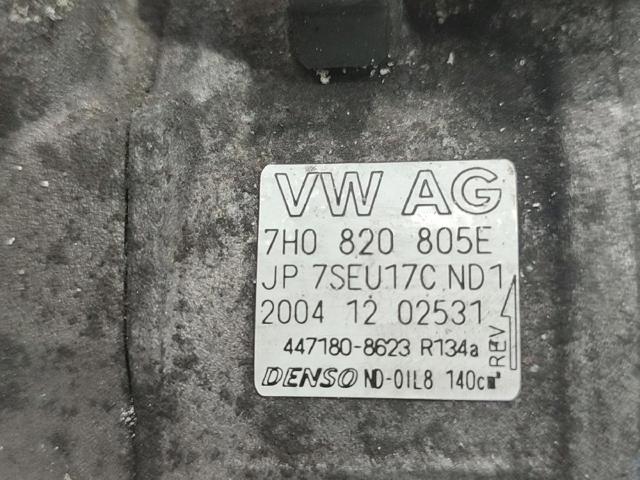 VW AG
7H0 820 805E
JP 7SEU17C ND1
2004 12 02531
447180-8623 R134a
DENSO ND-OIL8 140cm³
REV